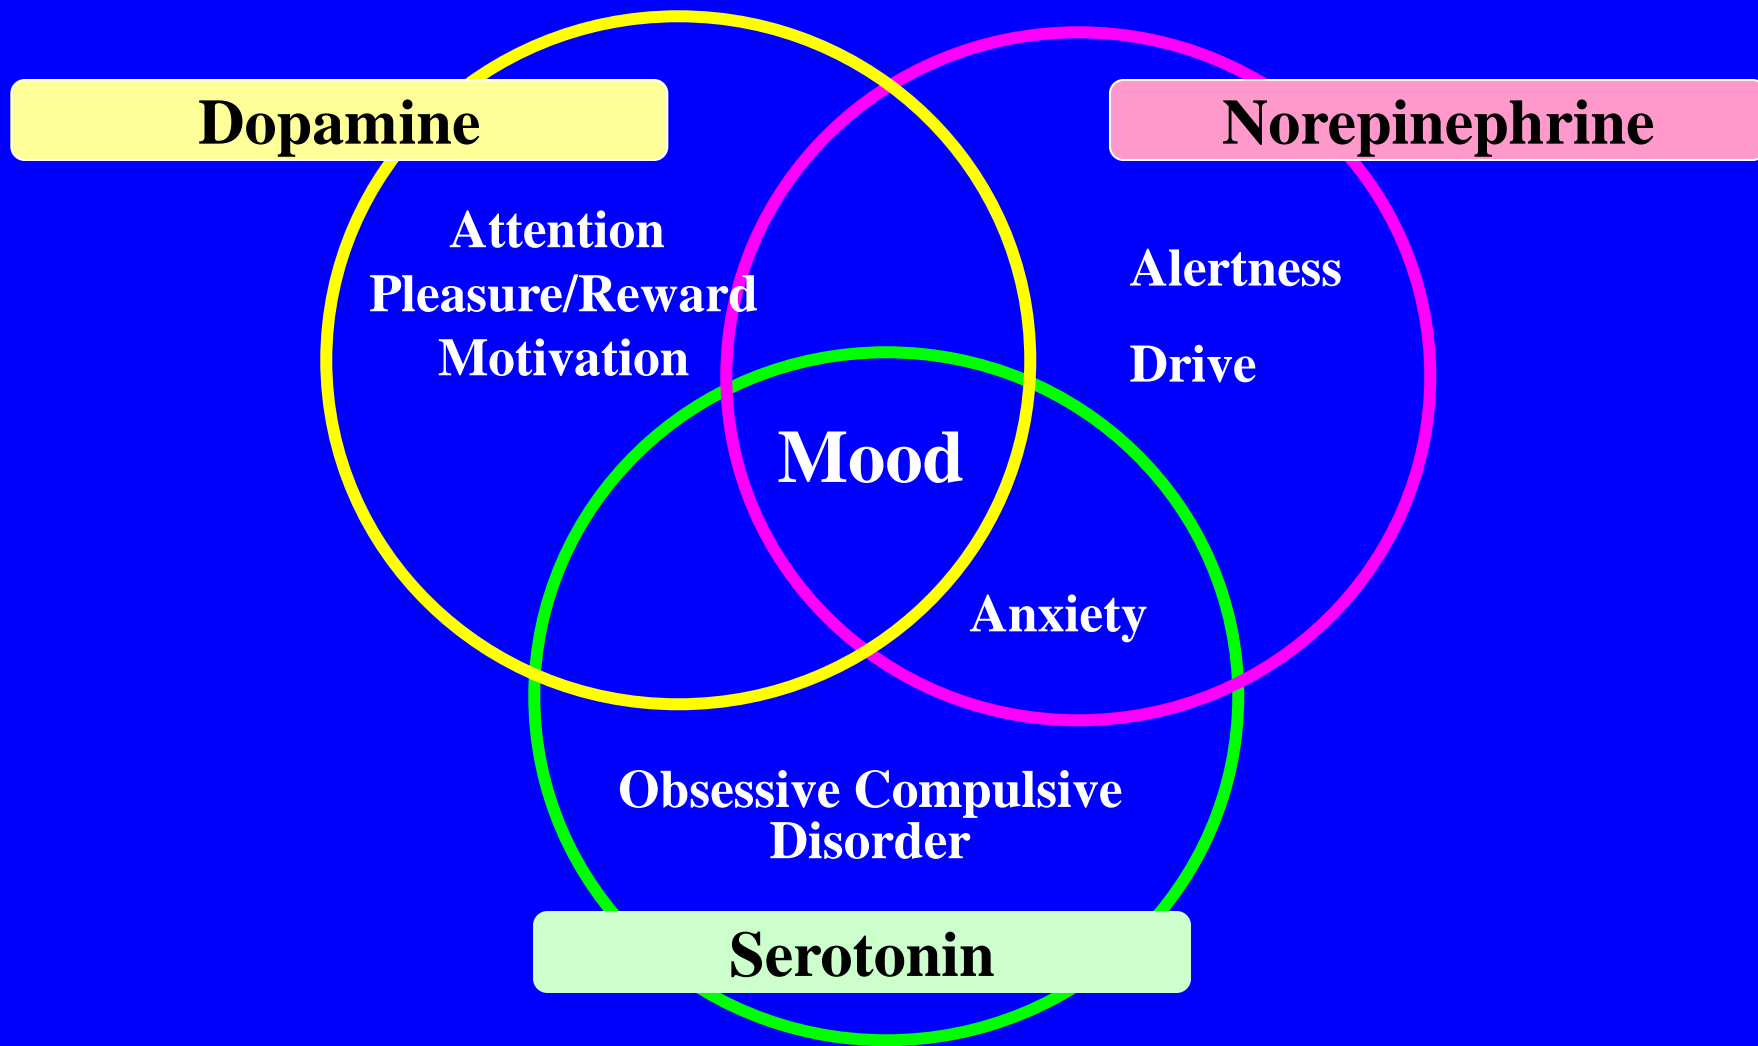 Dopamine
Norepinephrine
Attention
Pleasure/Reward
Motivation
Alertness
Drive
Mood
Anxiety
Obsessive Compulsive
Disorder
Serotonin